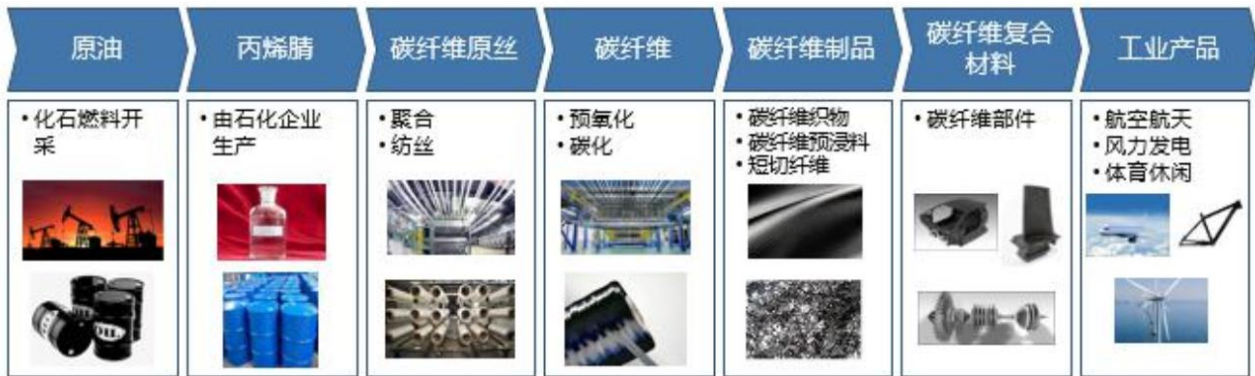 原油
丙烯腈
碳纤维原丝
碳纤维
碳纤维制品
碳纤维复合
材料
工业产品
• 化石燃料开
采
• 由石化企业
生产
• 聚合
• 纺丝
• 预氧化
• 碳化
• 碳纤维织物
• 碳纤维预浸料
• 短切纤维
• 碳纤维部件
• 航空航天
• 风力发电
• 体育休闲
OIL
OIL